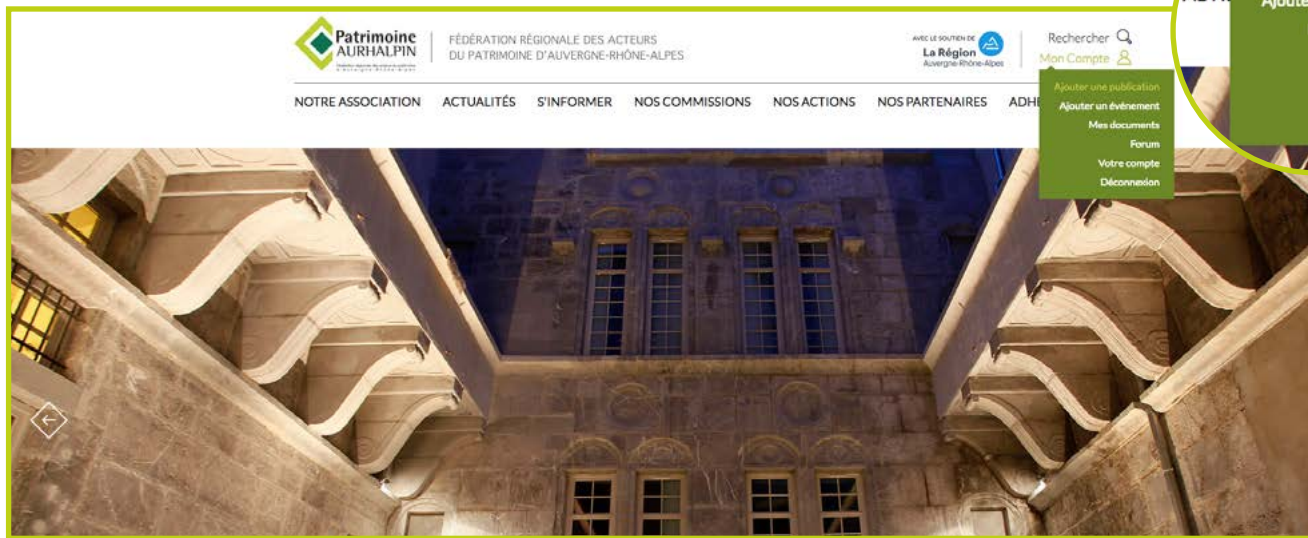 Patrimoine
AURHALPIN
FÉDÉRATION RÉGIONALE DES ACTEURS
DU PATRIMOINE D'AUVERGNE-RHÔNE-ALPES
AVEC LE SOUTIEN DE
La Région
Auvergne-Rhône-Alpes
Rechercher
Mon Compte
NOTRE ASSOCIATION ACTUALITÉS S'INFORMER NOS COMMISSIONS NOS ACTIONS NOS PARTENAIRES ADH
Ajouter une publication
Ajouter un événement
Mes documents
Forum
Votre compte
Déconnexion
Ajoute